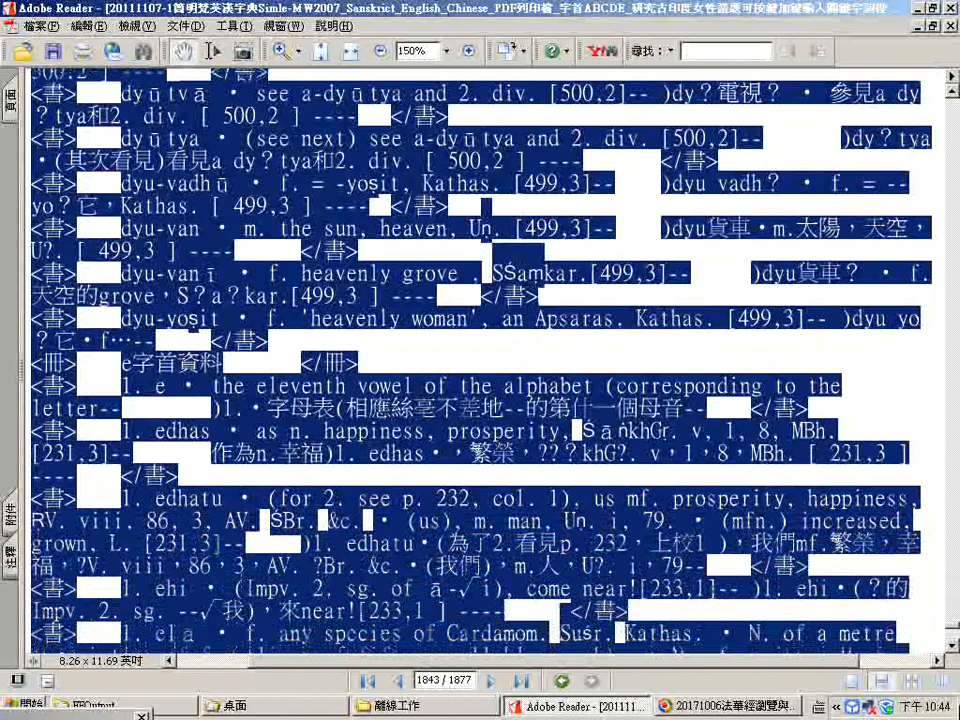 Adobe Reader - [20111107-1簡明梵英漢字典Simle-MW2007_Sanskrict_English_Chinese_PDF列印檔_字首ABCDE_研究古印度女性議題可按鍵加鍵輸入關鍵字詞搜
檔案(F) 編輯(E) 檢視(V) 文件(D) 工具(T) 視窗(W) 說明(H)
150% 尋找：
頁面
500.2 ] ---- </書>
<書> dyūtvā ‧ see a-dyūtya and 2. div. [500,2]-- )dy？電視？ ‧ 參見a dy
？tya和2. div. [ 500,2 ] ---- </書>
<書> dyūtya ‧ (see next) see a-dyūtya and 2. div. [500,2]-- )dy？tya
‧(其次看見)看見a dy？tya和2. div. [ 500,2 ] ---- </書>
<書> dyu-vadhū ‧ f. = -yoṣit, Kathas. [499,3]-- )dyu vadh？ ‧ f. = --
yo？它，Kathas. [ 499,3 ] ---- </書>
<書> dyu-van ‧ m. the sun, heaven, Uṇ. [499,3]-- )dyu貨車‧m.太陽，天空，
U?. [ 499,3 ] ---- </書>
<書> dyu-vanī ‧ f. heavenly grove . SŚaṃkar.[499,3]-- )dyu貨車？ ‧ f.
天空的grove，S？a？kar.[499,3 ] ---- </書>
<書> dyu-yoṣit ‧ f. 'heavenly woman', an Apsaras. Kathas. [499,3]-- )dyu yo
？它‧f…-- </書>
<冊> e字首資料 </冊>
<書> 1. e ‧ the eleventh vowel of the alphabet (corresponding to the
letter-- )1.‧字母表(相應絲毫不差地--的第什一個母音-- </書>
<書> 1. edhas ‧ as n. happiness, prosperity, ŚāṅkhGṛ. v, 1, 8, MBh.
[231,3]-- 作為n.幸福)1. edhas‧，繁榮，???khG?. v，1，8，MBh. [ 231,3 ]
---- </書>
<書> 1. edhatu ‧ (for 2. see p. 232, col. 1), us mf. prosperity, happiness,
RV. viii, 86, 3, AV. ŚBr. &c. ‧ (us), m. man, Uṇ. i, 79. ‧ (mfn.) increased,
grown, L. [231,3]-- )1. edhatu‧(為了2.看見p. 232，上校1 )，我們mf.繁榮，幸
福，?V. viii，86，3，AV. ?Br. &c.‧(我們)，m.人，U?. i，79-- </書>
<書> 1. ehi ‧ (Impv. 2. sg. of ā-√i), come near![233,1]-- )1. ehi‧(？的
Impv. 2. sg. --√我)，來near![233,1 ] ---- </書>
<書> 1. ela ‧ f. any species of Cardamom. Suśr. Kathas. ‧ N. of a metre
附件
註釋
8.26 x 11.69 英吋
1843 / 1877
開始 FFOutput 桌面 離線工作 Adobe Reader - [201111... 20171006法華經瀏覽與... 下午 10:44